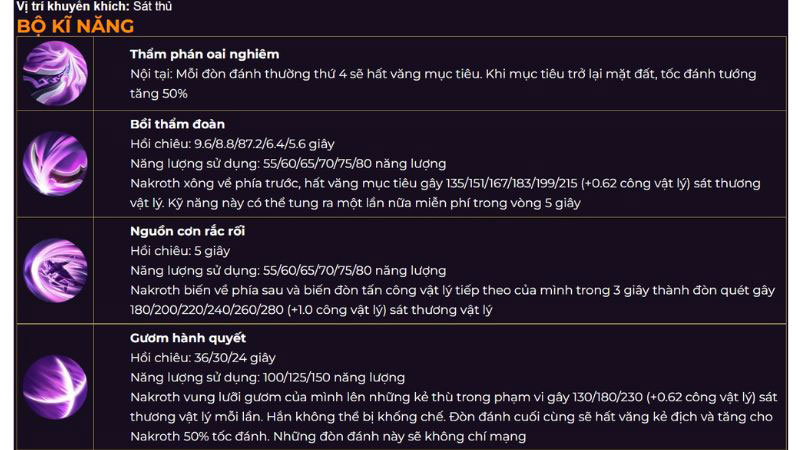 Vị trí khuyến khích: Sát thủ
BỘ KĨ NĂNG
Thẩm phán oai nghiêm
Nội tại: Mỗi đòn đánh thường thứ 4 sẽ hất văng mục tiêu. Khi mục tiêu trở lại mặt đất, tốc đánh tướng
tăng 50%
Bồi thẩm đoàn
Hồi chiêu: 9.6/8.8/87.2/6.4/5.6 giây
Năng lượng sử dụng: 55/60/65/70/75/80 năng lượng
Nakroth xông về phía trước, hất văng mục tiêu gây 135/151/167/183/199/215 (+0.62 công vật lý) sát thương
vật lý. Kỹ năng này có thể tung ra một lần nữa miễn phí trong vòng 5 giây
Nguồn cơn rắc rối
Hồi chiêu: 5 giây
Năng lượng sử dụng: 55/60/65/70/75/80 năng lượng
Nakroth biến về phía sau và biến đòn tấn công vật lý tiếp theo của mình trong 3 giây thành đòn quét gây
180/200/220/240/260/280 (+1.0 công vật lý) sát thương vật lý
Gươm hành quyết
Hồi chiêu: 36/30/24 giây
Năng lượng sử dụng: 100/125/150 năng lượng
Nakroth vung lưỡi gươm của mình lên những kẻ thù trong phạm vi gây 130/180/230 (+0.62 công vật lý) sát
thương vật lý mỗi lần. Hắn không thể bị khống chế. Đòn đánh cuối cùng sẽ hất văng kẻ địch và tăng cho
Nakroth 50% tốc đánh. Những đòn đánh này sẽ không chí mạng